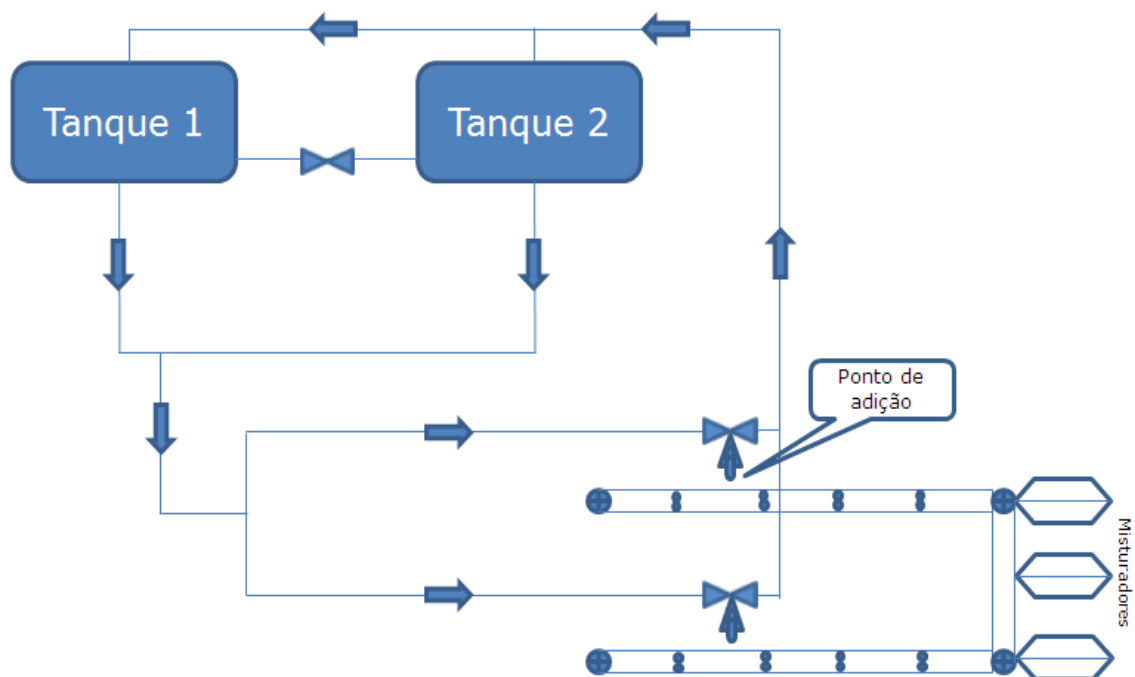 Tanque 1
Tanque 2
Ponto de
adição
Misturadores